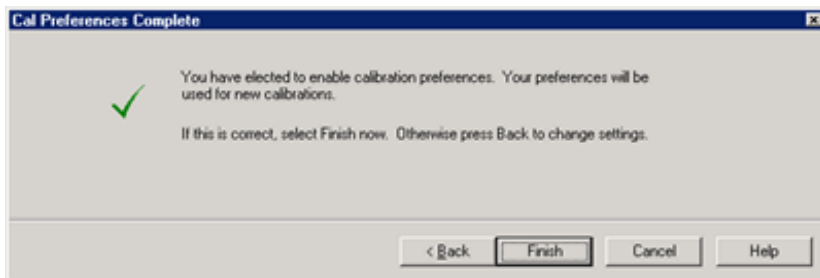 Cal Preferences Complete
You have elected to enable calibration preferences. Your preferences will be
used for new calibrations.
If this is correct, select Finish now. Otherwise press Back to change settings.
< Back
Finish
Cancel
Help